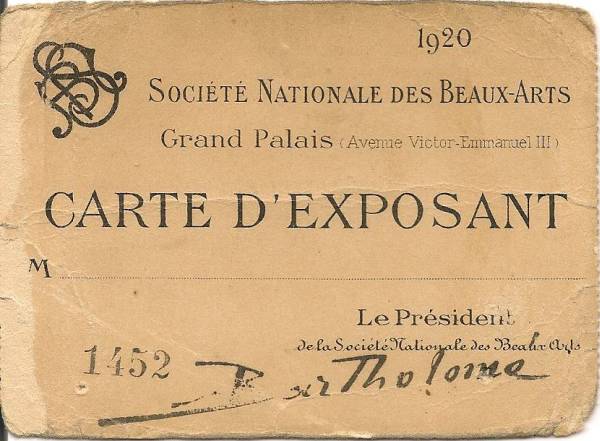 1920
SOCIÉTÉ NATIONALE DES BEAUX-ARTS
Grand Palais (Avenue Victor-Emmanuel III)
CARTE D'EXPOSANT
M
Le Président
de la Société Nationale des Beaux-Arts
1452
Bartholomé